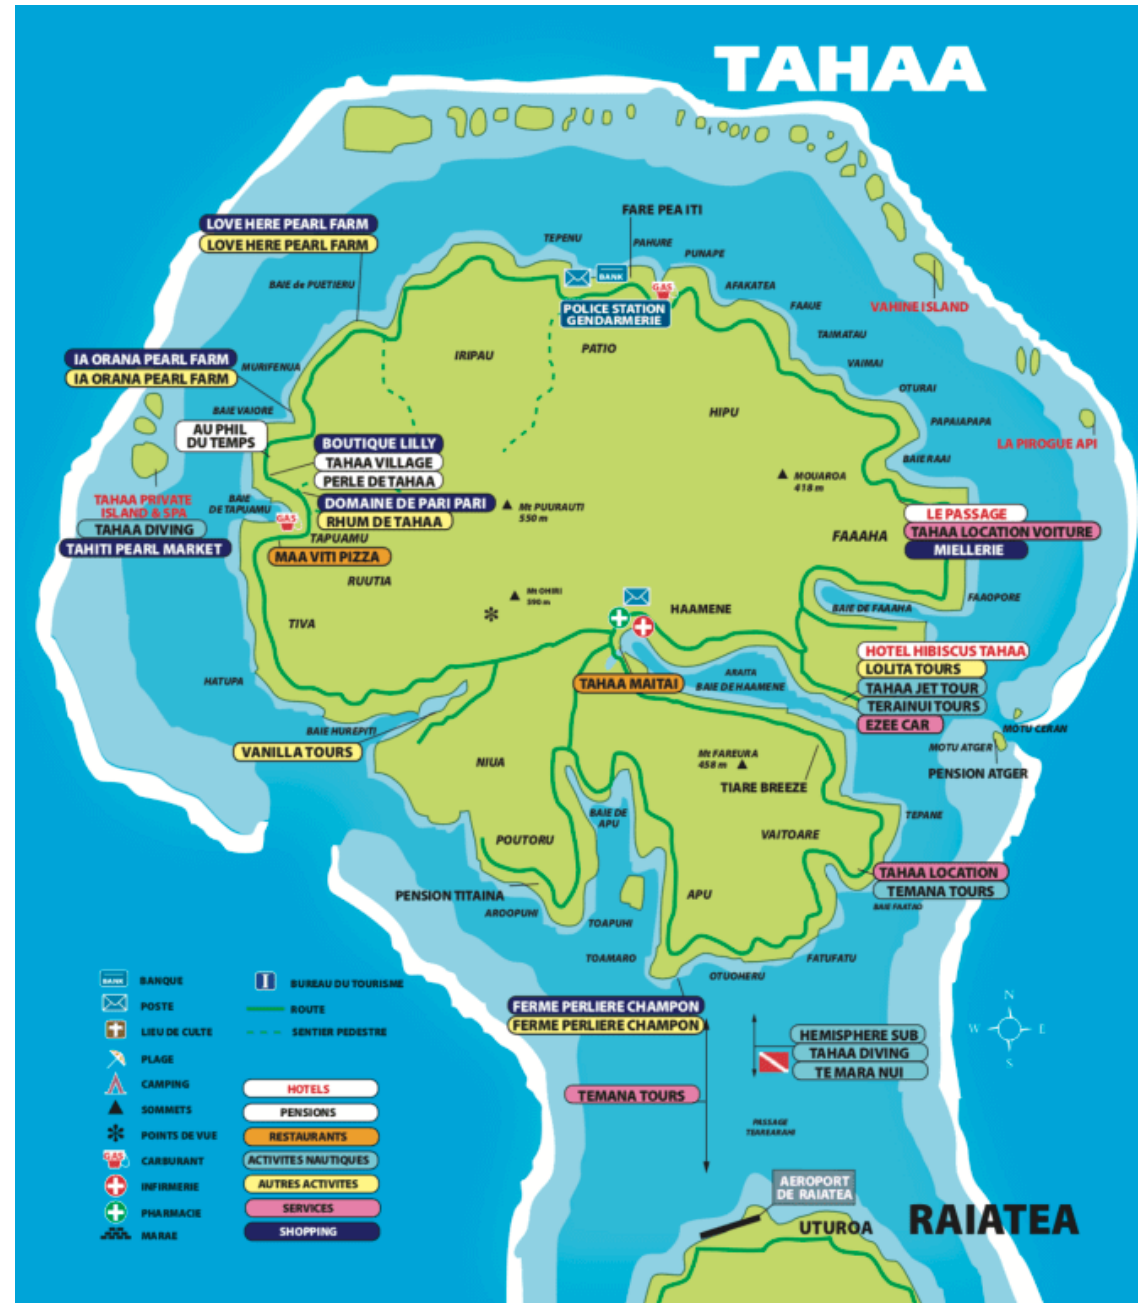 TAHAA
FARE PEA ITI
LOVE HERE PEARL FARM
LOVE HERE PEARL FARM
TEPENU
PAHURE
PUNAPE
BAIE de PUETIERU
BANK
GAS
AFAKATEA
VAHINE ISLAND
POLICE STATION
GENDARMERIE
FAAUE
TAIMATAU
IRIPAU
PATIO
VAIMAI
IA ORANA PEARL FARM
IA ORANA PEARL FARM
MURIFENUA
OTURAI
HIPU
BAIE VAIORE
PAPAIAPAPA
AU PHIL
DU TEMPS
LA PIROGUE API
BOUTIQUE LILLY
TAHAA VILLAGE
PERLE DE TAHAA
BAIE RAAI
MOUAROA
418 m
TAHAA PRIVATE
ISLAND & SPA
TAHAA DIVING
TAHITI PEARL MARKET
BAIE
DE TAPUAMU
DOMAINE DE PARI PARI
RHUM DE TAHAA
Mt PUURAUTI
550 m
GAS
TAPUAMU
MAA VITI PIZZA
LE PASSAGE
TAHAA LOCATION VOITURE
MIELLERIE
FAAAHA
RUUTIA
Mt OHIRI
590 m
FAAOPORE
BAIE DE FAAAHA
HAAMENE
TIVA
HOTEL HIBISCUS TAHAA
LOLITA TOURS
TAHAA JET TOUR
TERAINUI TOURS
EZEE CAR
HATUPA
TAHAA MAITAI
ARAITA
BAIE DE HAAMENE
BAIE HUREPITI
VANILLA TOURS
MOTU CERAN
MOTU ATGER
PENSION ATGER
NIUA
Mt FAREURA
458 m
TIARE BREEZE
BAIE DE
APU
TEPANE
POUTORU
VAITOARE
TAHAA LOCATION
TEMANA TOURS
BAIE FAATAO
PENSION TITAINA
APU
AROOPUHI
TOAPUHI
TOAMARO
FATUFATU
OTUOHERU
FERME PERLIERE CHAMPON
FERME PERLIERE CHAMPON
HEMISPHERE SUB
TAHAA DIVING
TE MARA NUI
N
W E
S
TEMANA TOURS
PASSAGE
TEAREARAHI
AEROPORT
DE RAIATEA
UTUROA
RAIATEA
BANK BANQUE
POSTE
LIEU DE CULTE
PLAGE
CAMPING
SOMMETS
POINTS DE VUE
GAS CARBURANT
INFIRMERIE
PHARMACIE
MARAE
I BUREAU DU TOURISME
ROUTE
SENTIER PEDESTRE
HOTELS
PENSIONS
RESTAURANTS
ACTIVITES NAUTIQUES
AUTRES ACTIVITES
SERVICES
SHOPPING